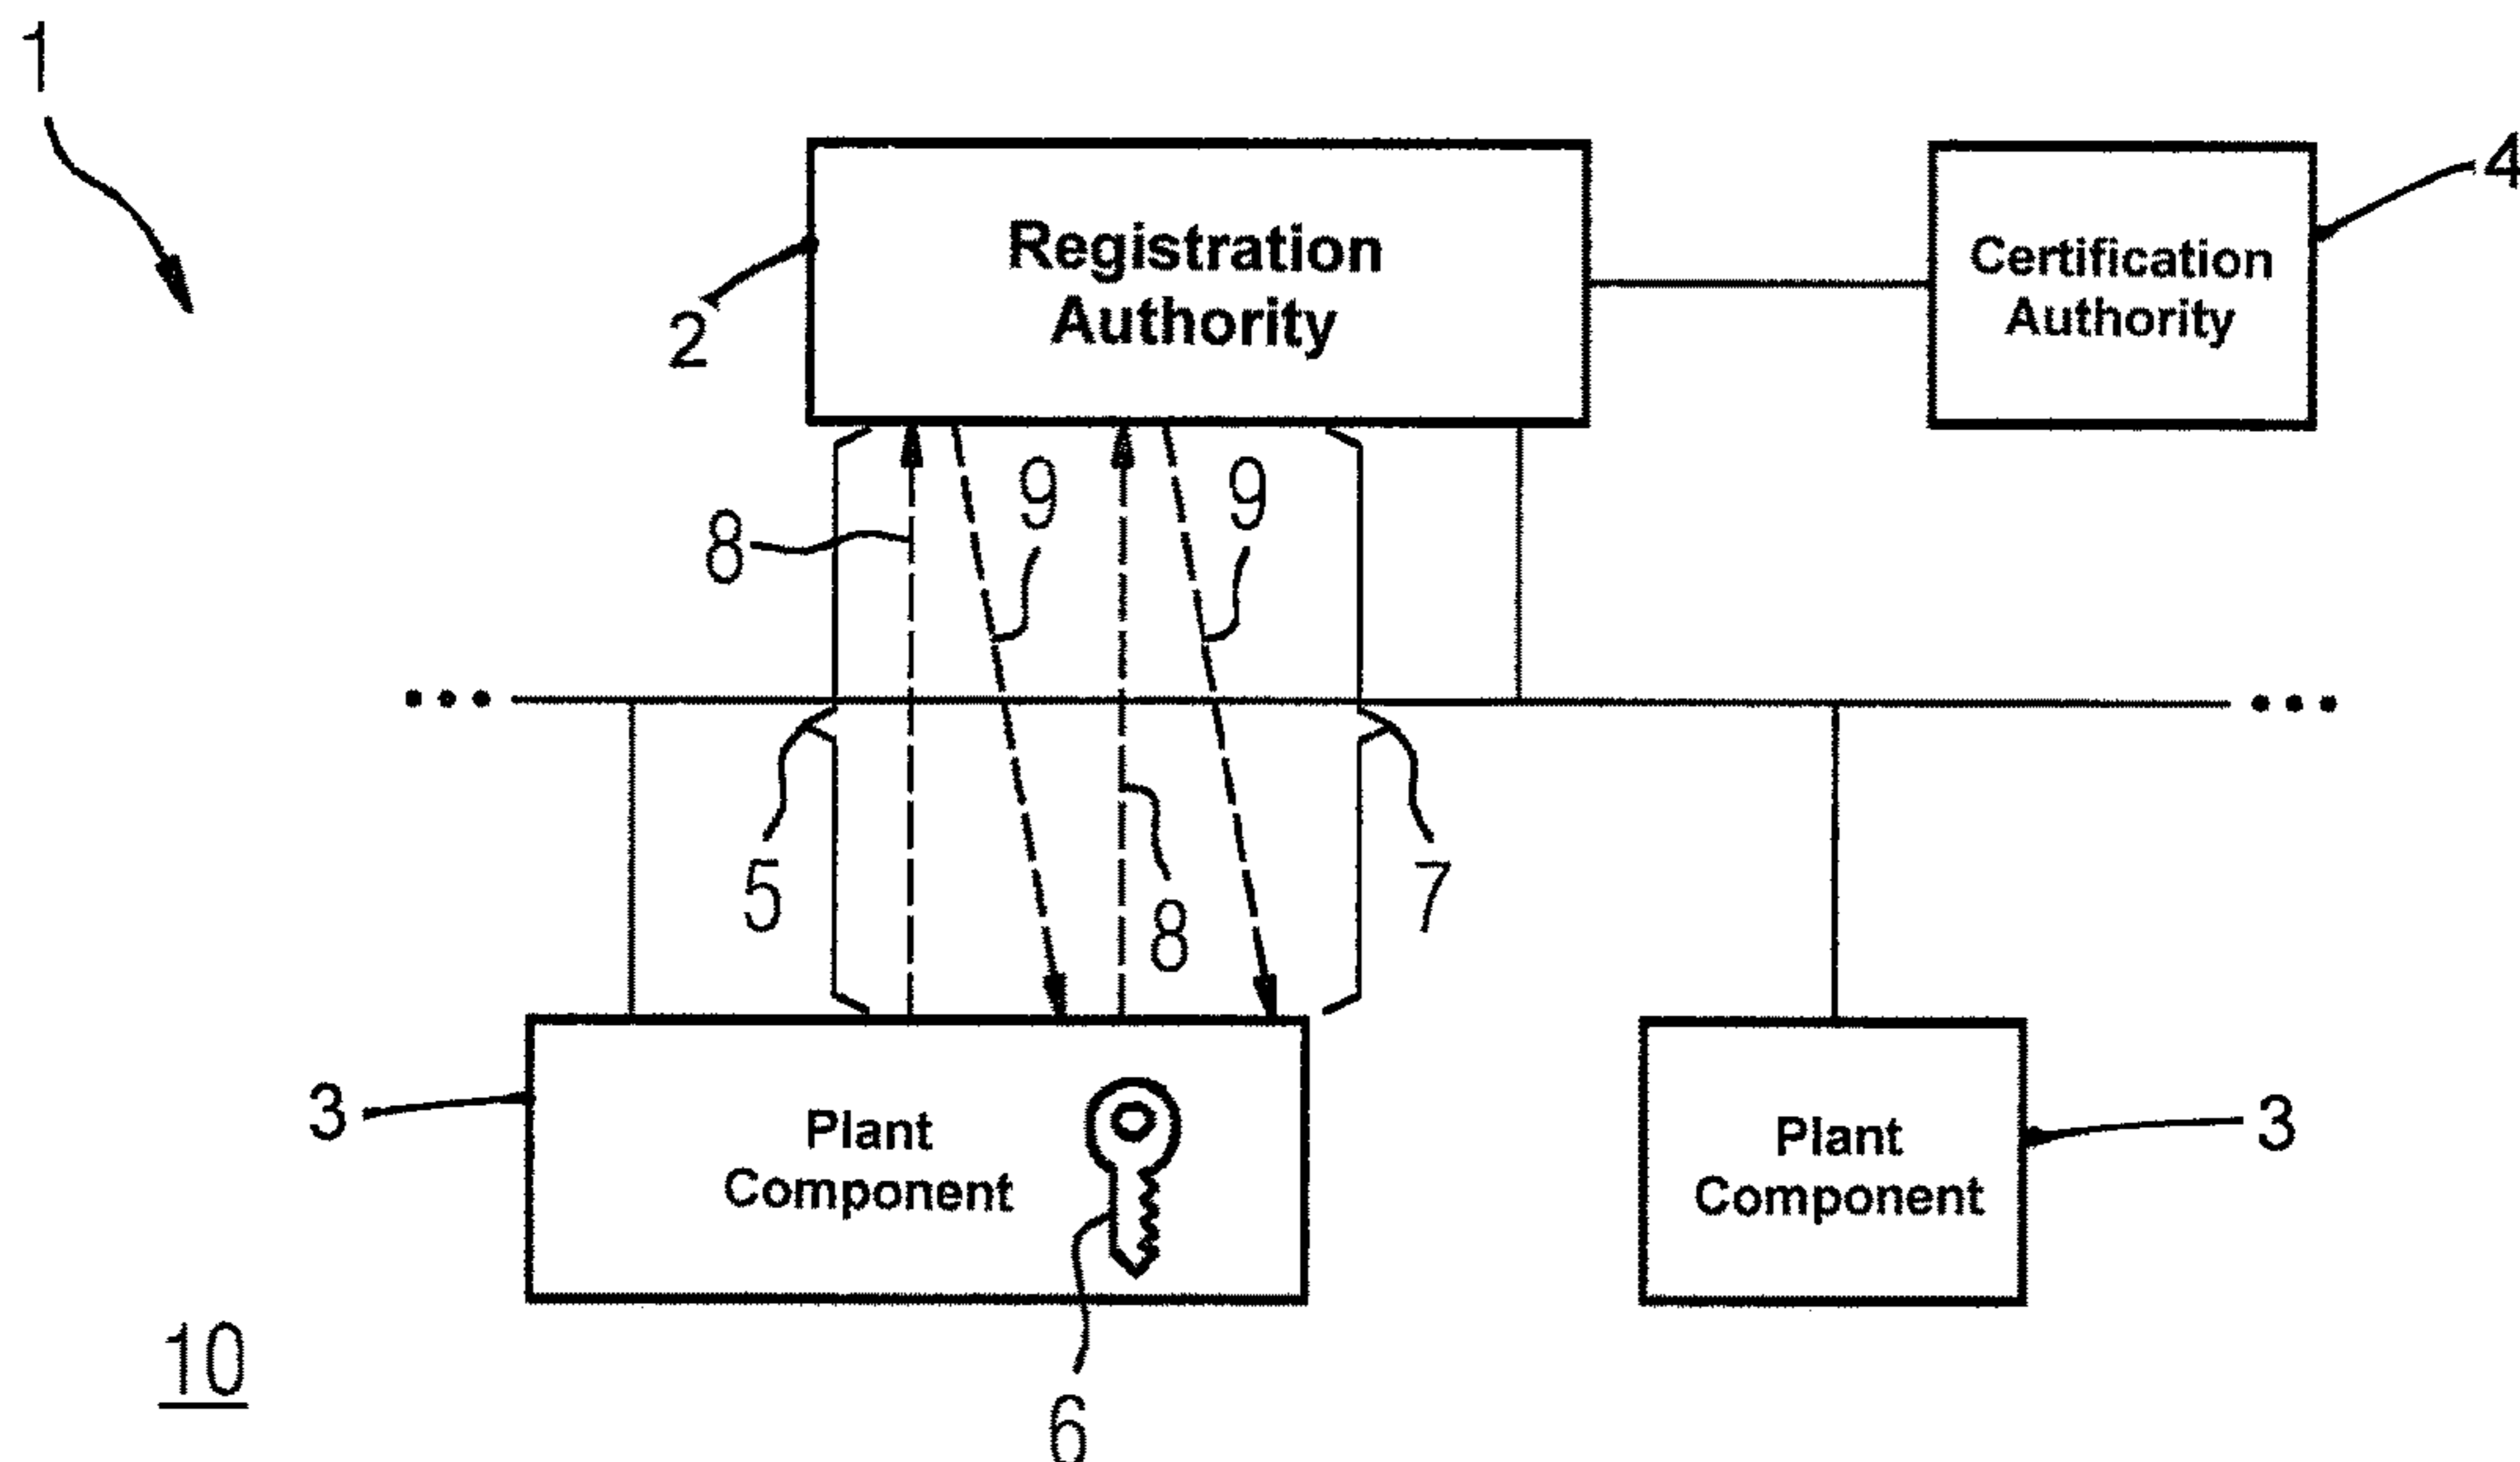 1
Registration
Authority
Certification
Authority
4
2
9
9
8
5
7
8
3
Plant
Component
Plant
Component
3
10
6